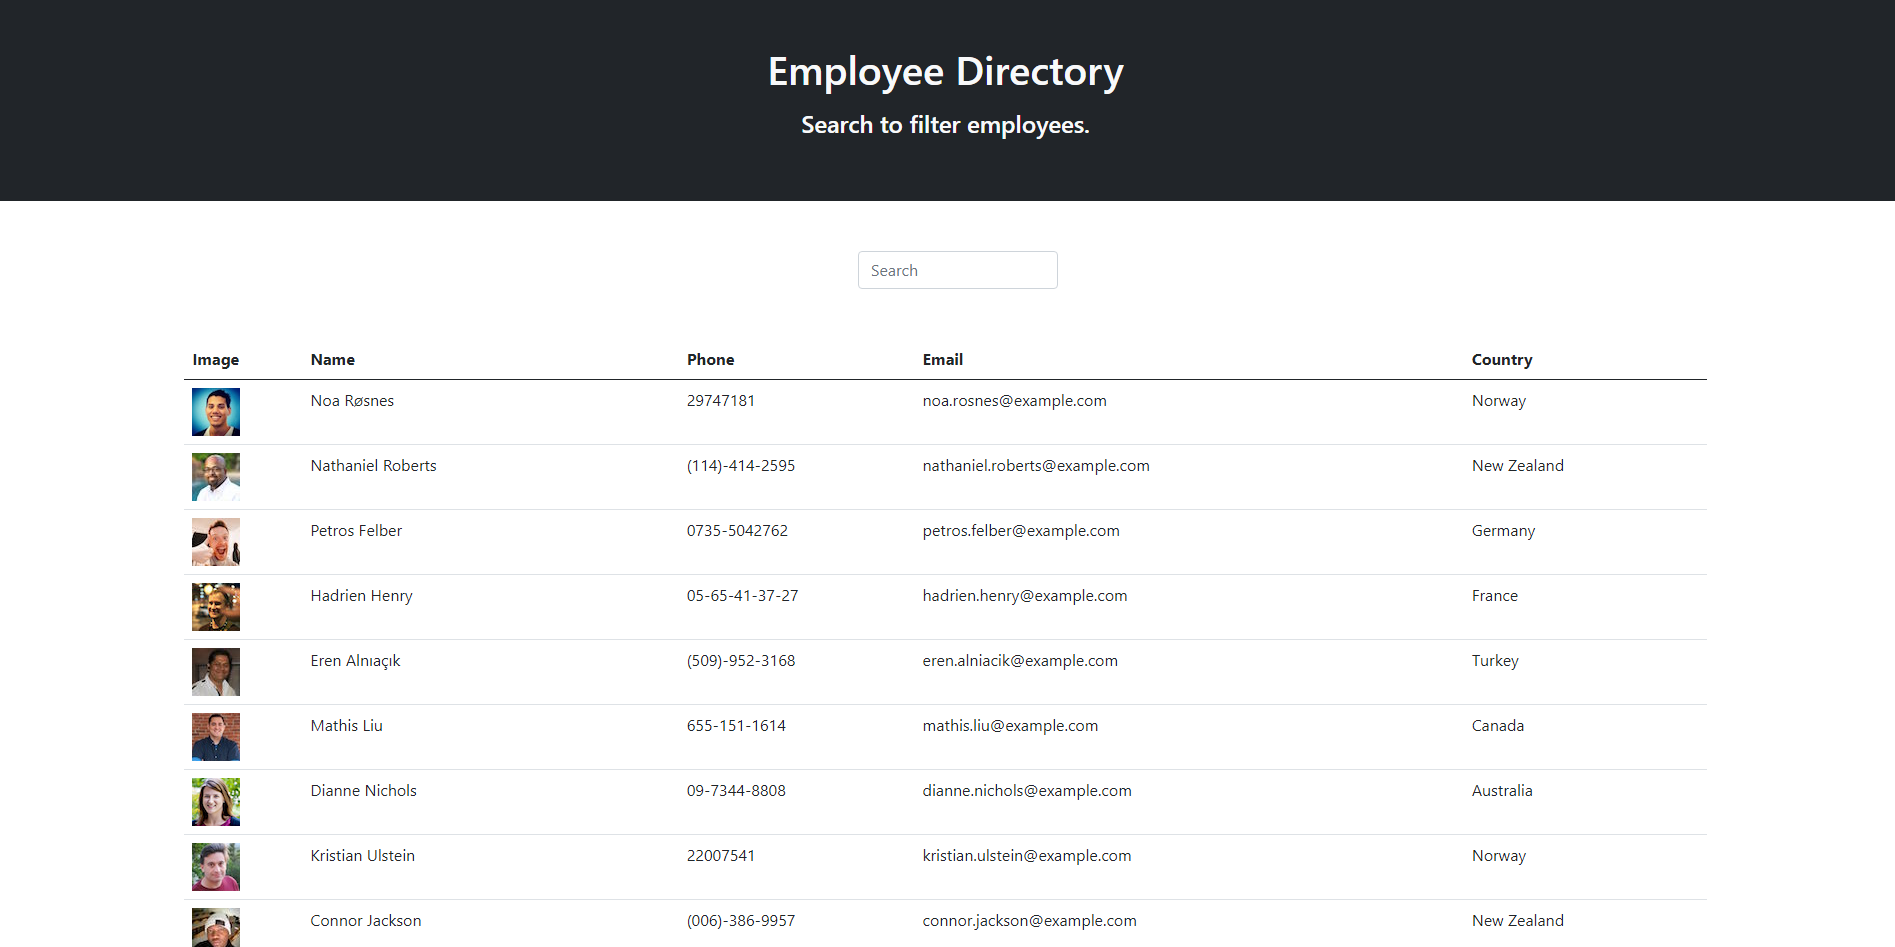 Employee Directory
Search to filter employees.
Search
Image Name Phone Email Country
Noa Røsnes 29747181 noa.rosnes@example.com Norway
Nathaniel Roberts (114)-414-2595 nathaniel.roberts@example.com New Zealand
Petros Felber 0735-5042762 petros.felber@example.com Germany
Hadrien Henry 05-65-41-37-27 hadrien.henry@example.com France
Eren Alnıaçık (509)-952-3168 eren.alniacik@example.com Turkey
Mathis Liu 655-151-1614 mathis.liu@example.com Canada
Dianne Nichols 09-7344-8808 dianne.nichols@example.com Australia
Kristian Ulstein 22007541 kristian.ulstein@example.com Norway
Connor Jackson (006)-386-9957 connor.jackson@example.com New Zealand